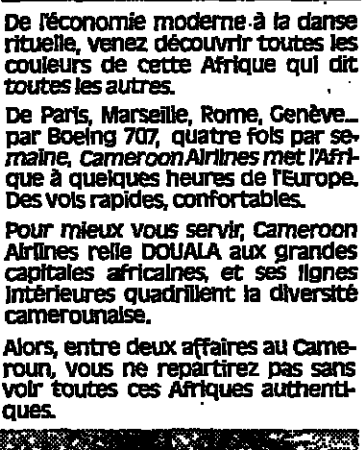 De l'économie moderne à la danse
rituelle, venez découvrir toutes les
couleurs de cette Afrique qui dit
toutes les autres.
De Paris, Marseille, Rome, Genève...
par Boeing 707, quatre fois par se-
maine, Cameroon Airlines met l'Afri-
que à quelques heures de l'Europe.
Des vols rapides, confortables.
Pour mieux vous servir, Cameroon
Airlines relie DOUALA aux grandes
capitales africaines, et ses lignes
intérieures quadrillent la diversité
camerounaise.
Alors, entre deux affaires au Came-
roun, vous ne repartirez pas sans
voir toutes ces Afriques authenti-
ques.